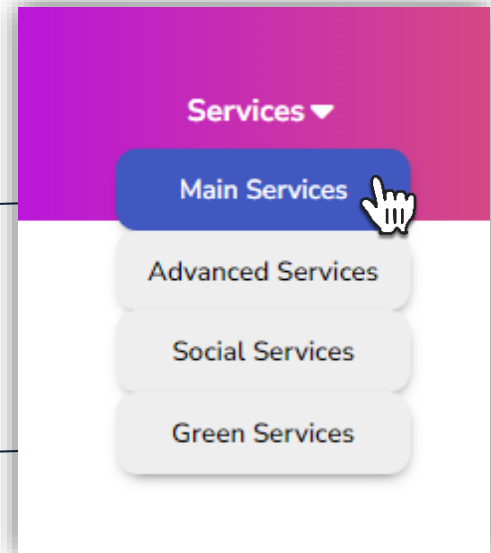 Services
Main Services
Advanced Services
Social Services
Green Services